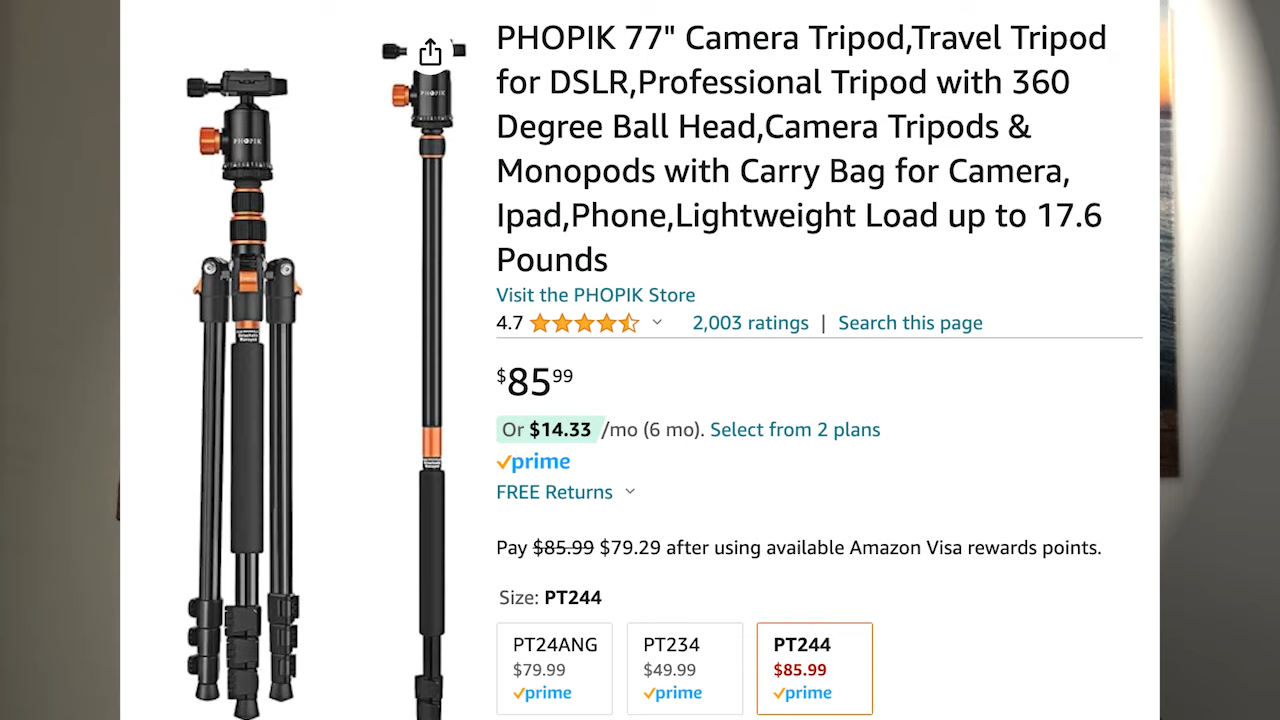 PHOPIK 77" Camera Tripod,Travel Tripod
for DSLR,Professional Tripod with 360
Degree Ball Head,Camera Tripods &
Monopods with Carry Bag for Camera,
Ipad,Phone,Lightweight Load up to 17.6
Pounds
Visit the PHOPIK Store
4.7 2,003 ratings | Search this page
$85 99
Or $14.33 /mo (6 mo). Select from 2 plans
prime
FREE Returns
Pay $85.99 $79.29 after using available Amazon Visa rewards points.
Size: PT244
PT24ANG PT234 PT244
$79.99 $49.99 $85.99
prime prime prime
PHOPIK
PHOPIK